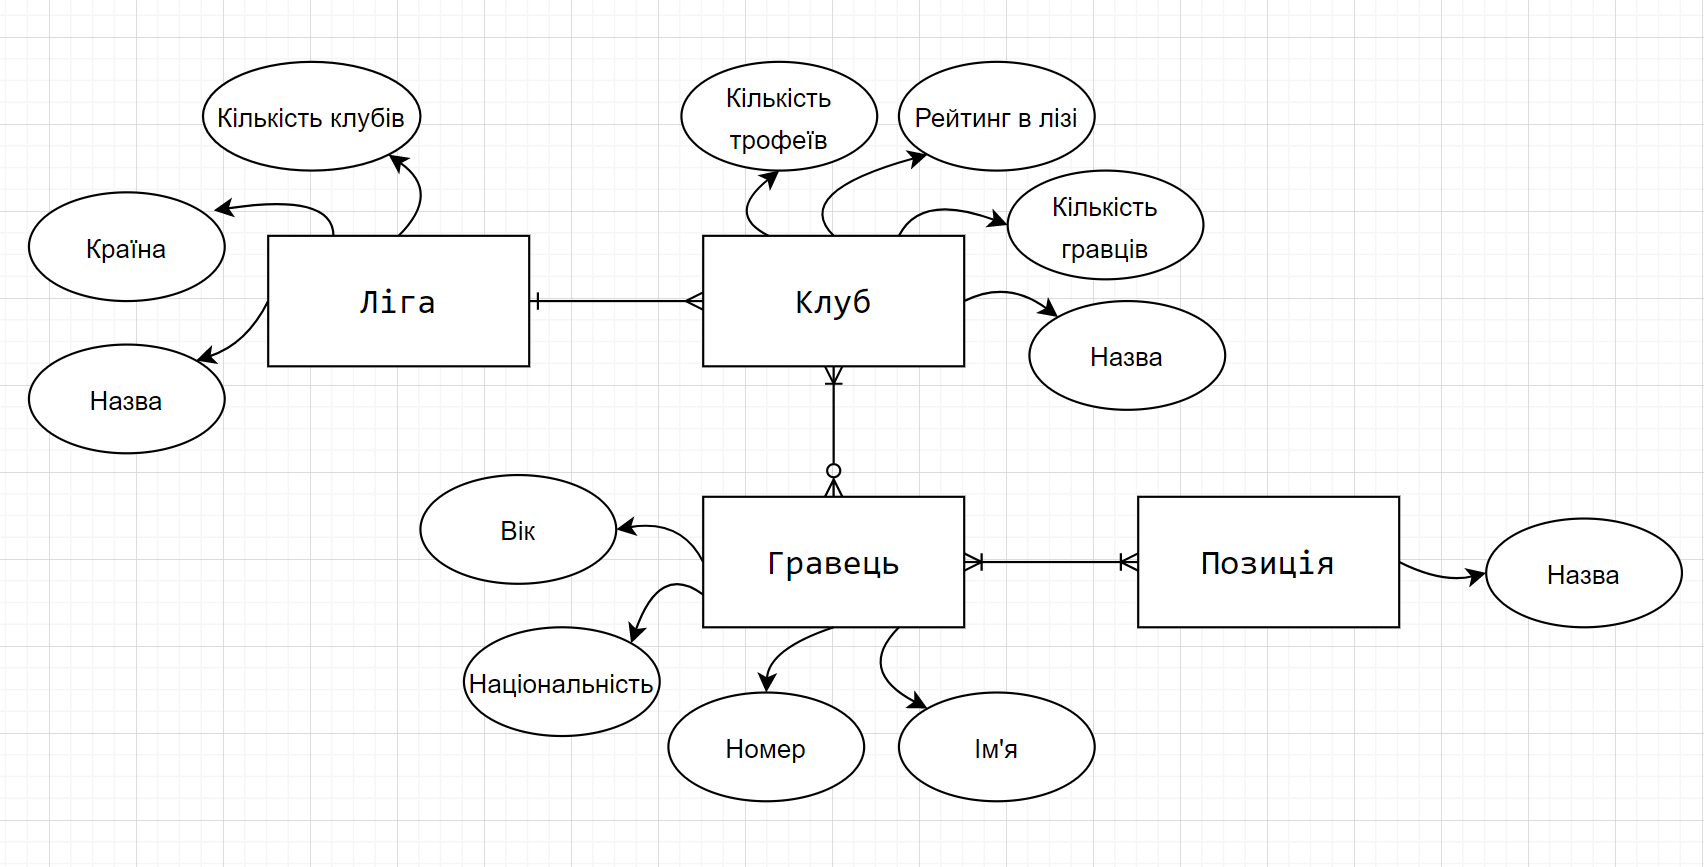 Кількість клубів
Кількість
трофеїв
Рейтинг в лізі
Кількість
гравців
Країна
Ліга
Клуб
Назва
Назва
Вік
Гравець
Позиція
Назва
Національність
Номер
Ім'я